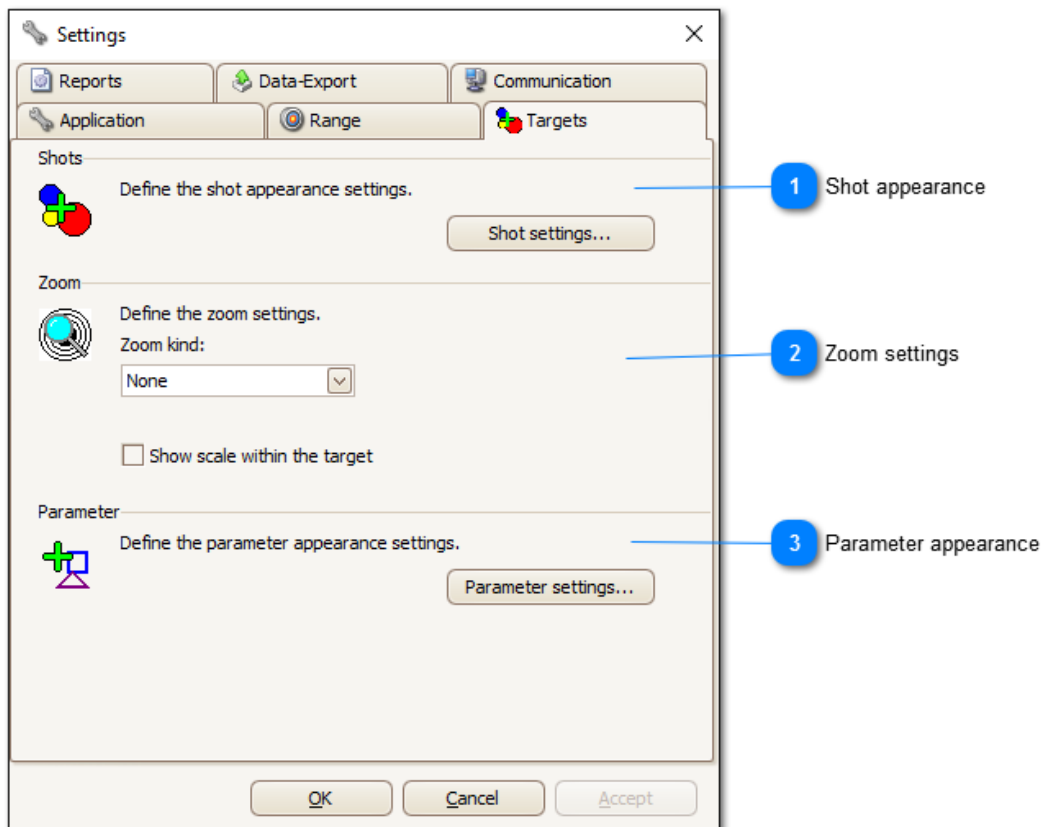 Settings
Reports
Data-Export
Communication
Application
Range
Targets
Shots
Define the shot appearance settings.
1 Shot appearance
Shot settings...
Zoom
Define the zoom settings.
Zoom kind:
2 Zoom settings
None
Show scale within the target
Parameter
Define the parameter appearance settings.
3 Parameter appearance
Parameter settings...
OK
Cancel
Accept